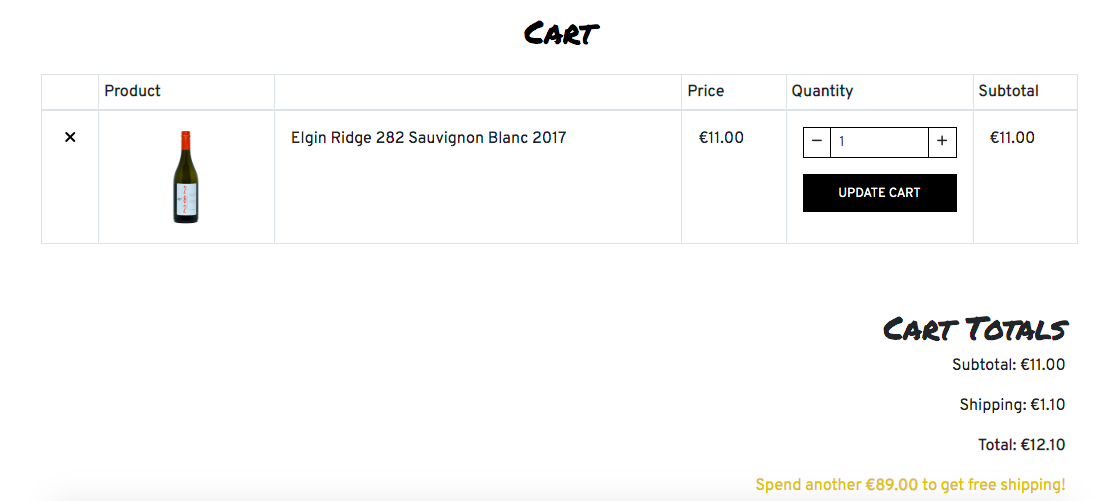 Cart
Product Price Quantity Subtotal
× Elgin Ridge 282 Sauvignon Blanc 2017 €11.00 − 1 + €11.00
UPDATE CART
Cart Totals
Subtotal: €11.00
Shipping: €1.10
Total: €12.10
Spend another €89.00 to get free shipping!